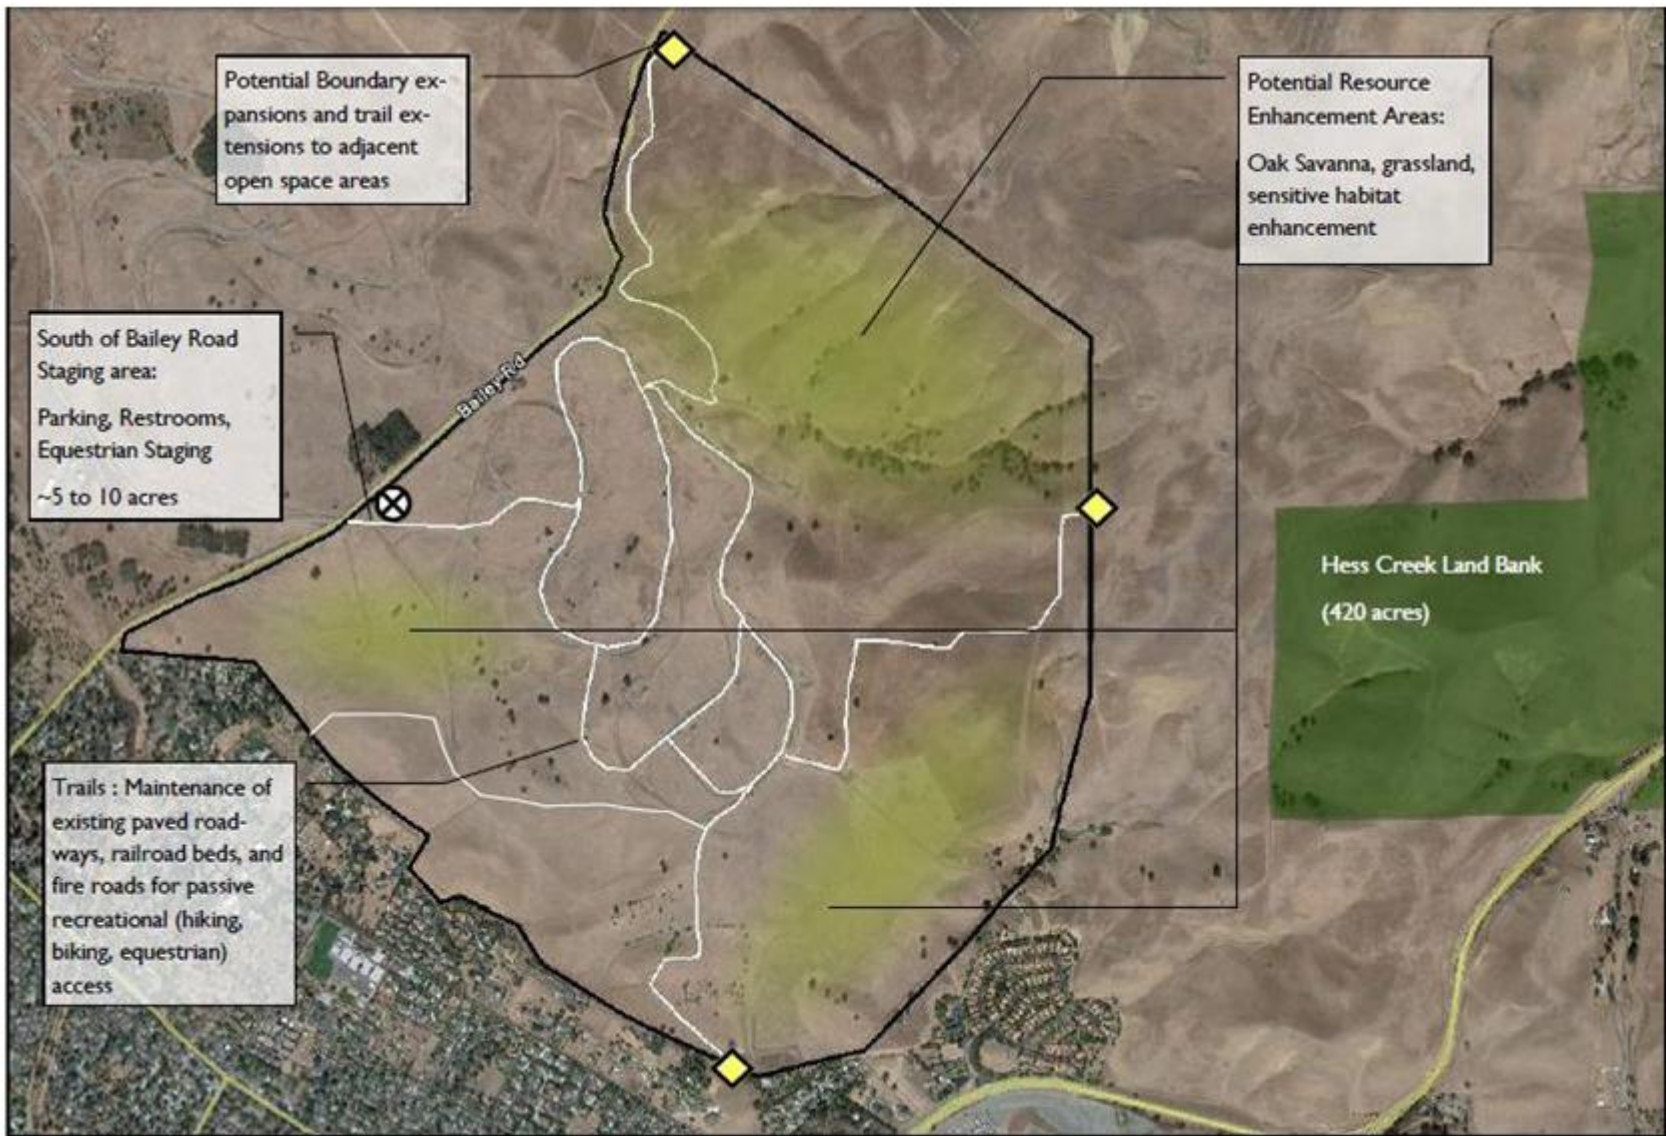 Potential Boundary ex-
pansions and trail ex-
tensions to adjacent
open space areas
Potential Resource
Enhancement Areas:
Oak Savanna, grassland,
sensitive habitat
enhancement
South of Bailey Road
Staging area:
Parking, Restrooms,
Equestrian Staging
~5 to 10 acres
Bailey Rd
Hess Creek Land Bank
(420 acres)
Trails : Maintenance of
existing paved road-
ways, railroad beds, and
fire roads for passive
recreational (hiking,
biking, equestrian)
access